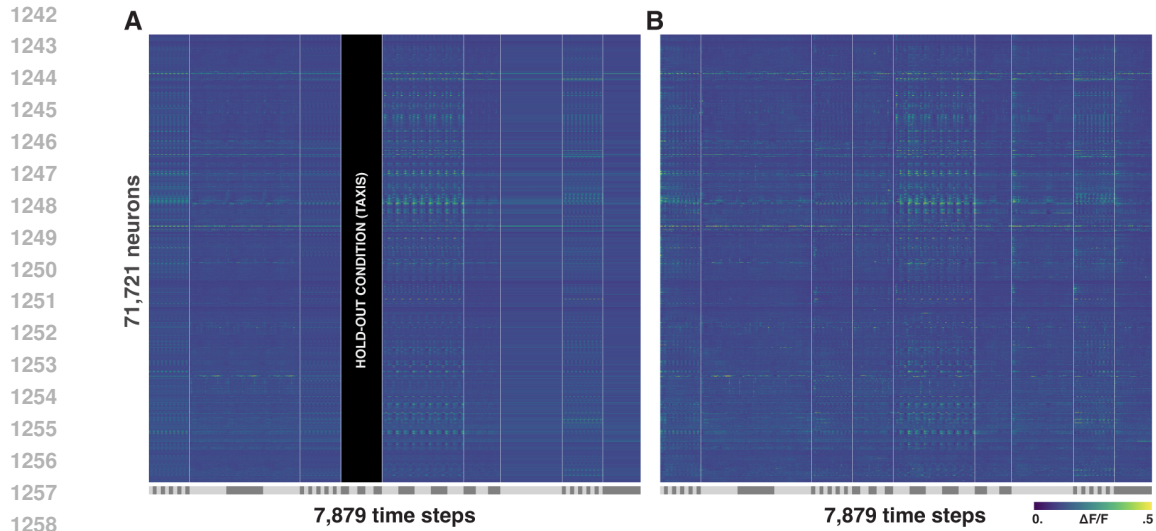 1242
A
B
1243
1244
1245
1246
1247
1248
1249
1250
1251
1252
1253
1254
1255
1256
1257
1258
71,721 neurons
HOLD-OUT CONDITION (TAXIS)
7,879 time steps
7,879 time steps
0. ΔF/F .5